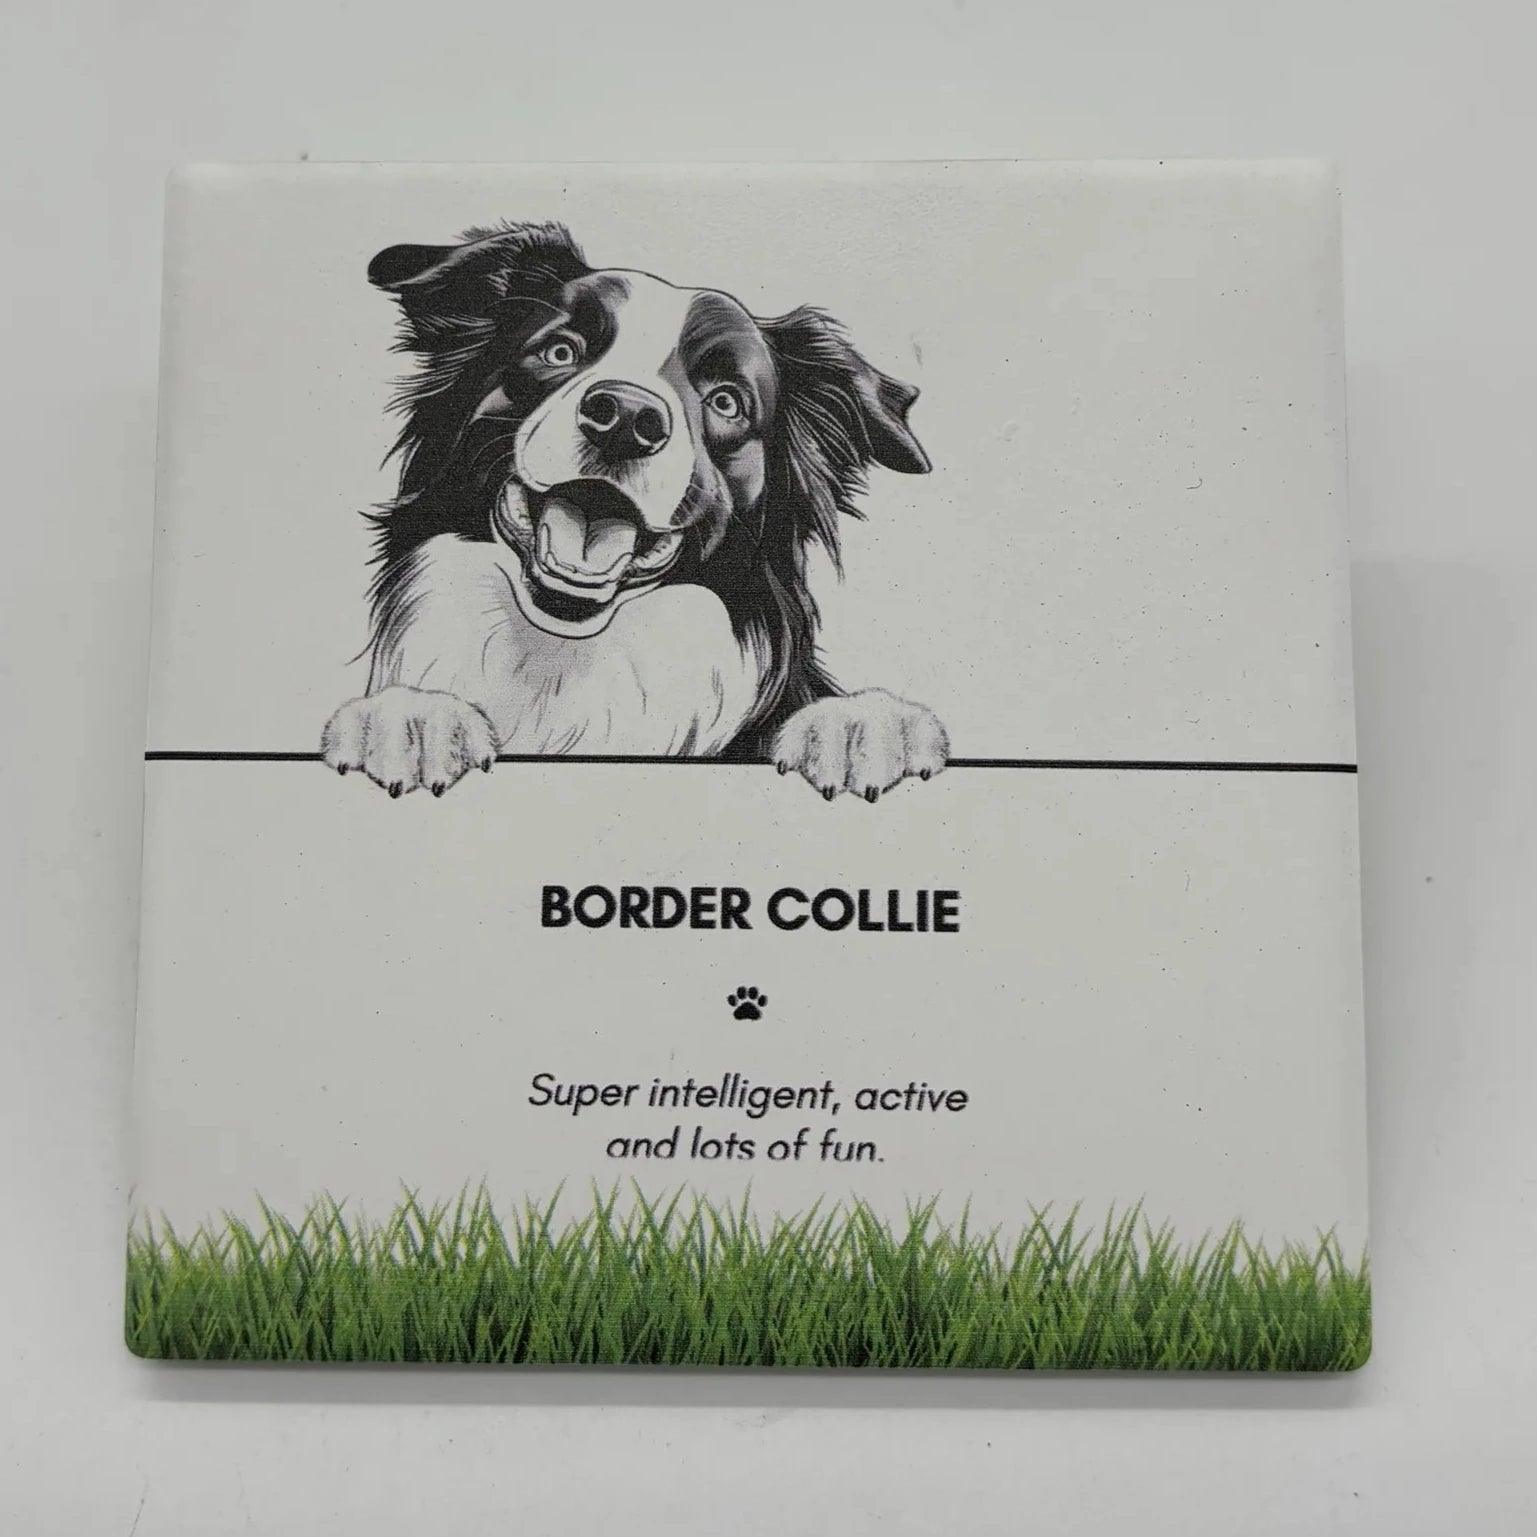 BORDER COLLIE
Super intelligent, active
and lots of fun.